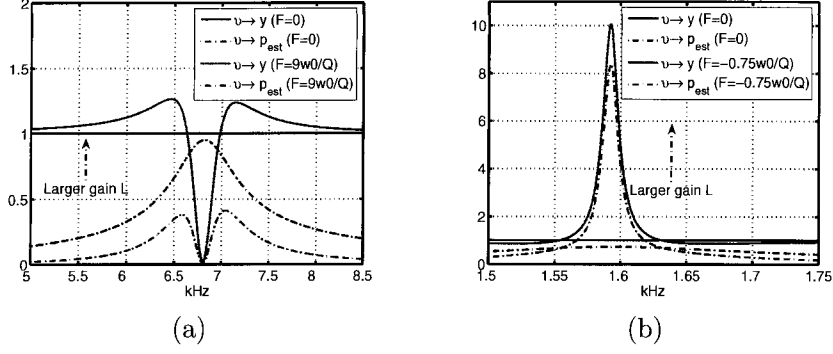 2
1.5
1
0.5
0
5
5.5
6
6.5
7
7.5
8
8.5
kHz
υ→ y (F=0)
υ→ p_est (F=0)
υ→ y (F=9w0/Q)
υ→ p_est (F=9w0/Q)
Larger gain L
(a)
10
8
6
4
2
0
1.5
1.55
1.6
1.65
1.7
1.75
kHz
υ→ y (F=0)
υ→ p_est (F=0)
υ→ y (F=−0.75w0/Q)
υ→ p_est (F=−0.75w0/Q)
Larger gain L
(b)